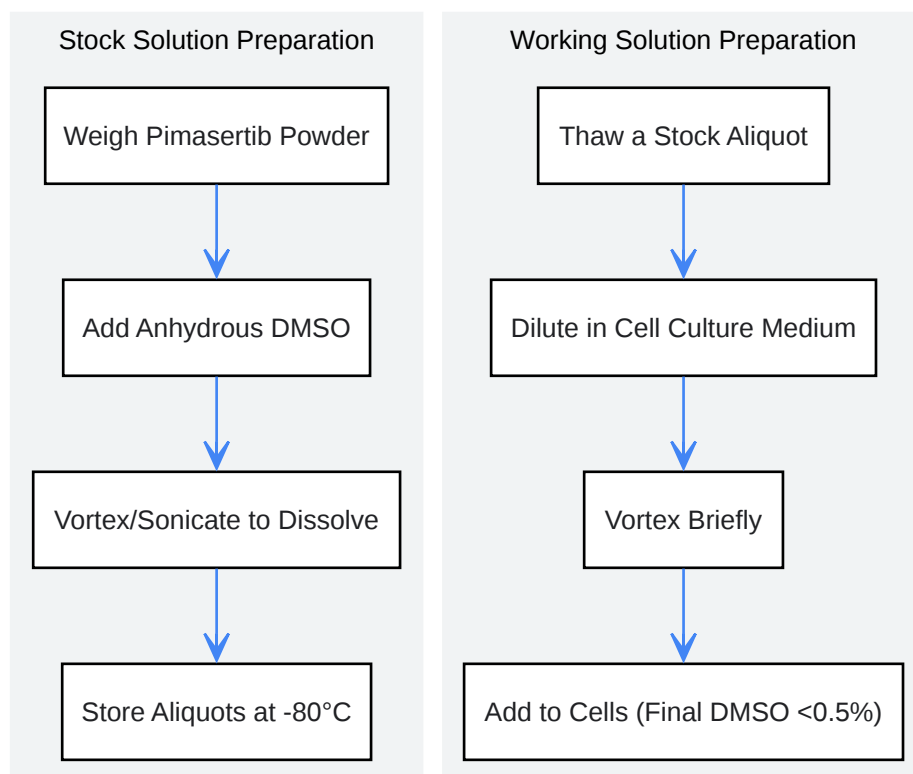 Stock Solution Preparation
Weigh Pimasertib Powder
Add Anhydrous DMSO
Vortex/Sonicate to Dissolve
Store Aliquots at -80°C
Working Solution Preparation
Thaw a Stock Aliquot
Dilute in Cell Culture Medium
Vortex Briefly
Add to Cells (Final DMSO <0.5%)